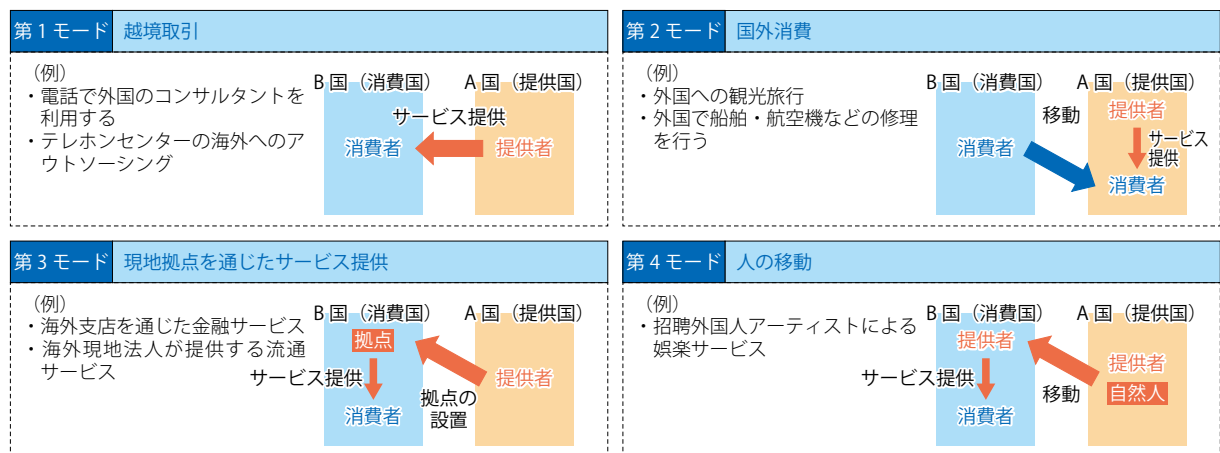 第1モード 越境取引
（例）
・電話で外国のコンサルタントを
利用する
・テレホンセンターの海外へのア
ウトソーシング
B国（消費国）
A国（提供国）
サービス提供
消費者
提供者
第2モード 国外消費
（例）
・外国への観光旅行
・外国で船舶・航空機などの修理
を行う
B国（消費国）
A国（提供国）
移動
提供者
消費者
サービス
提供
消費者
第3モード 現地拠点を通じたサービス提供
（例）
・海外支店を通じた金融サービス
・海外現地法人が提供する流通
サービス
B国（消費国）
A国（提供国）
拠点
サービス提供
提供者
拠点の
設置
消費者
第4モード 人の移動
（例）
・招聘外国人アーティストによる
娯楽サービス
B国（消費国）
A国（提供国）
提供者
提供者
サービス提供
移動
自然人
消費者